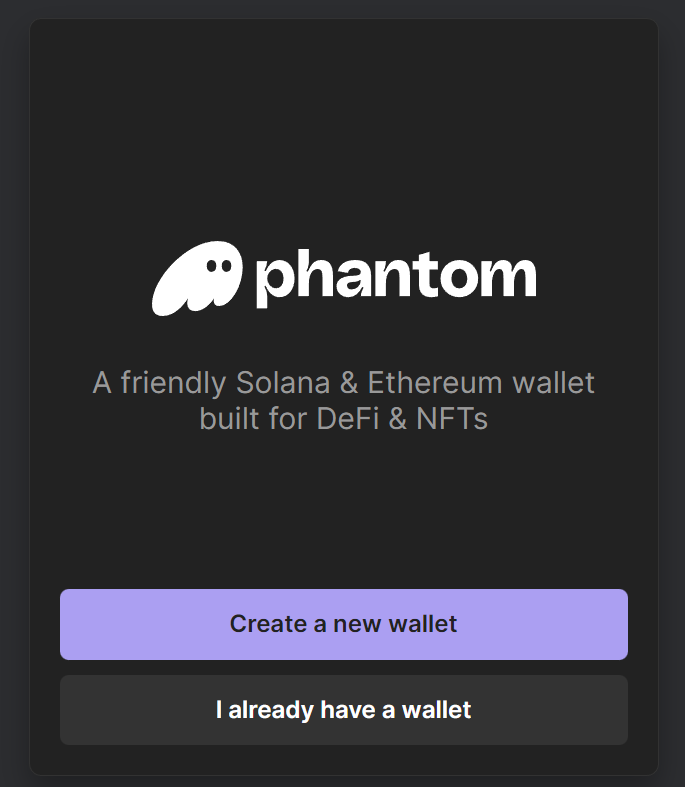 phantom
A friendly Solana & Ethereum wallet
built for DeFi & NFTs
Create a new wallet
I already have a wallet